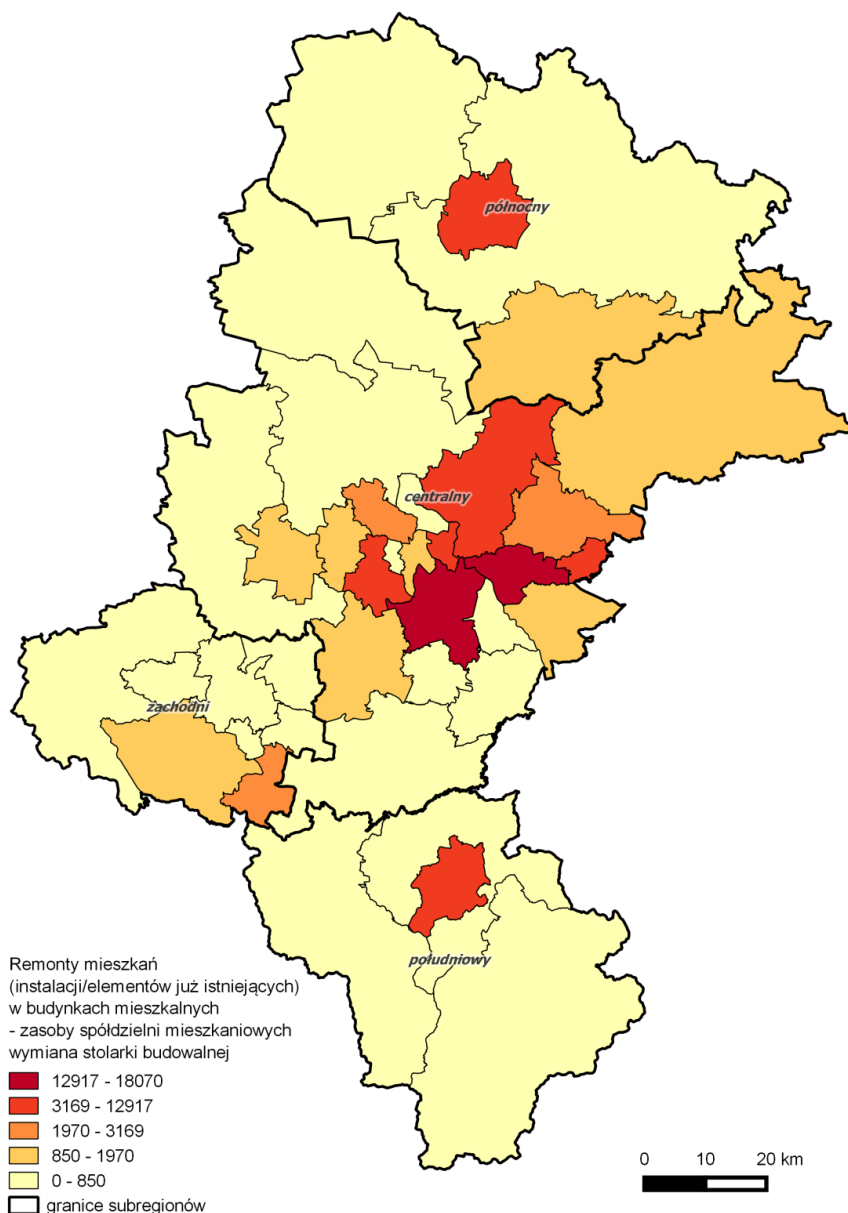 północny
centralny
zachodni
południowy
Remonty mieszkań
(instalacji/elementów już istniejących)
w budynkach mieszkalnych
- zasoby spółdzielni mieszkaniowych
wymiana stolarki budowalnej
12917 - 18070
3169 - 12917
1970 - 3169
850 - 1970
0 - 850
granice subregionów
0 10 20 km